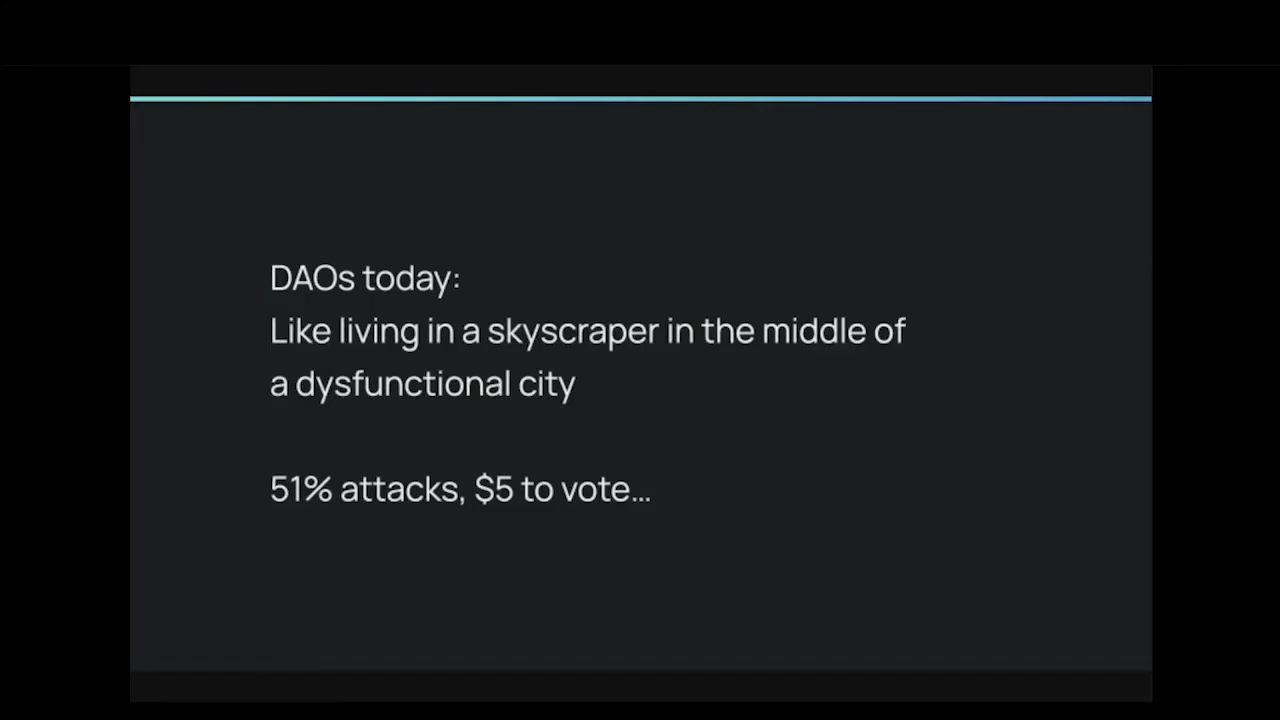 DAOs today:
Like living in a skyscraper in the middle of
a dysfunctional city
51% attacks, $5 to vote...